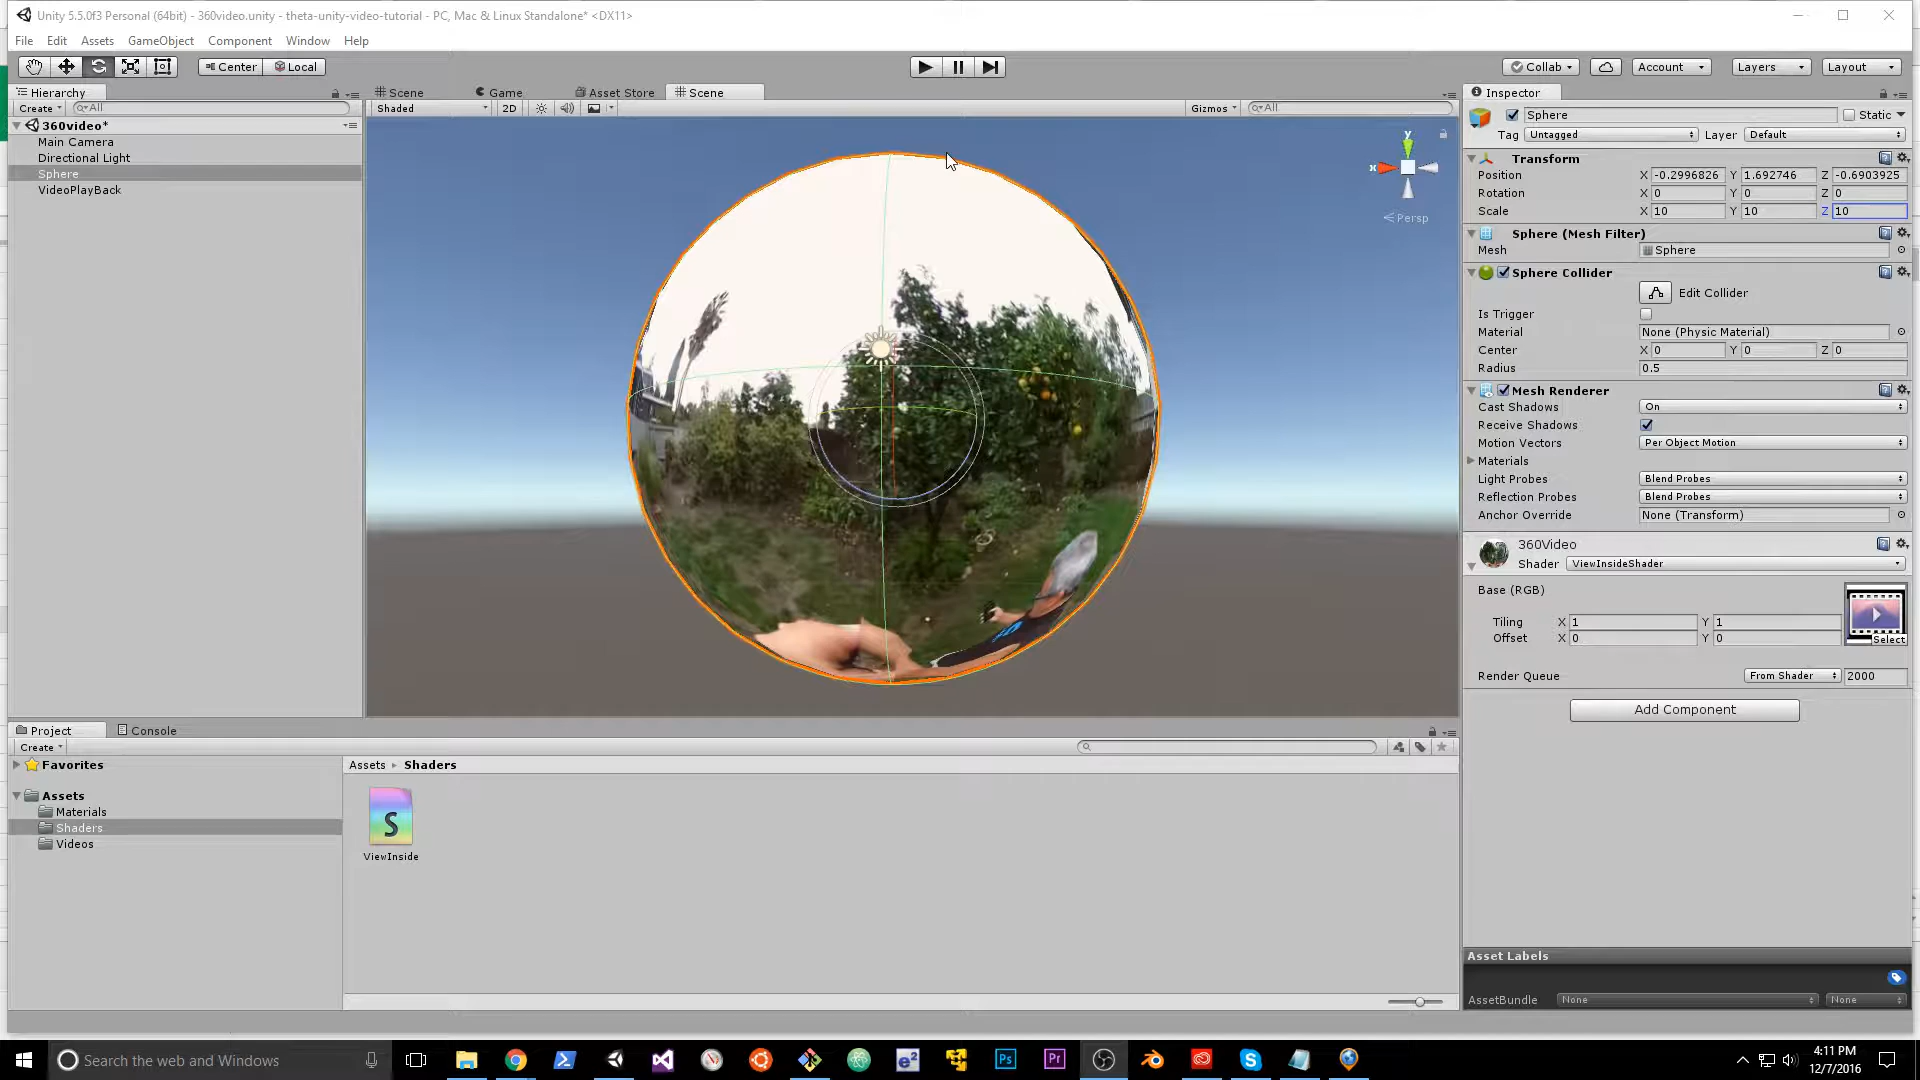 Unity 5.5.0f3 Personal (64bit) - 360video.unity - theta-unity-video-tutorial - PC, Mac & Linux Standalone* <DX11>
File Edit Assets GameObject Component Window Help
Center Local
Collab Account Layers Layout
Hierarchy
Create All
360video*
Main Camera
Directional Light
Sphere
VideoPlayBack
Scene Game Asset Store Scene
Shaded 2D Gizmos All
y
x
Persp
Inspector
Sphere Static
Tag Untagged Layer Default
Transform
Position X -0.2996826 Y 1.692746 Z -0.6903925
Rotation X 0 Y 0 Z 0
Scale X 10 Y 10 Z 10
Sphere (Mesh Filter)
Mesh Sphere
Sphere Collider
Edit Collider
Is Trigger
Material None (Physic Material)
Center X 0 Y 0 Z 0
Radius 0.5
Mesh Renderer
Cast Shadows On
Receive Shadows
Motion Vectors Per Object Motion
Materials
Light Probes Blend Probes
Reflection Probes Blend Probes
Anchor Override None (Transform)
360Video
Shader ViewInsideShader
Base (RGB)
Tiling X 1 Y 1
Offset X 0 Y 0
Select
Render Queue From Shader 2000
Add Component
Asset Labels
AssetBundle None None
Project Console
Create
Favorites
Assets
Materials
Shaders
Videos
Assets Shaders
S
ViewInside
Search the web and Windows
e2
Ps
Pr
4:11 PM
12/7/2016